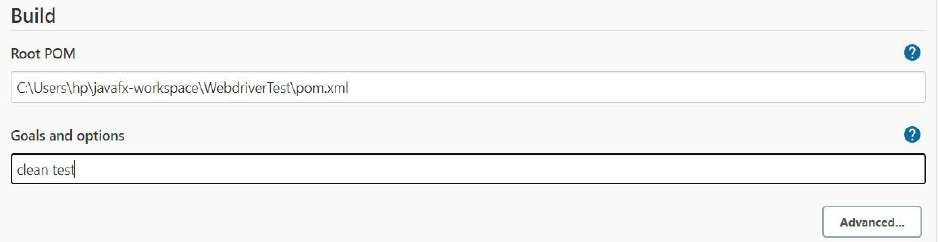 Build
Root POM
?
C:\Users\hp\javafx-workspace\WebdriverTest\pom.xml
Goals and options
?
clean test
Advanced...